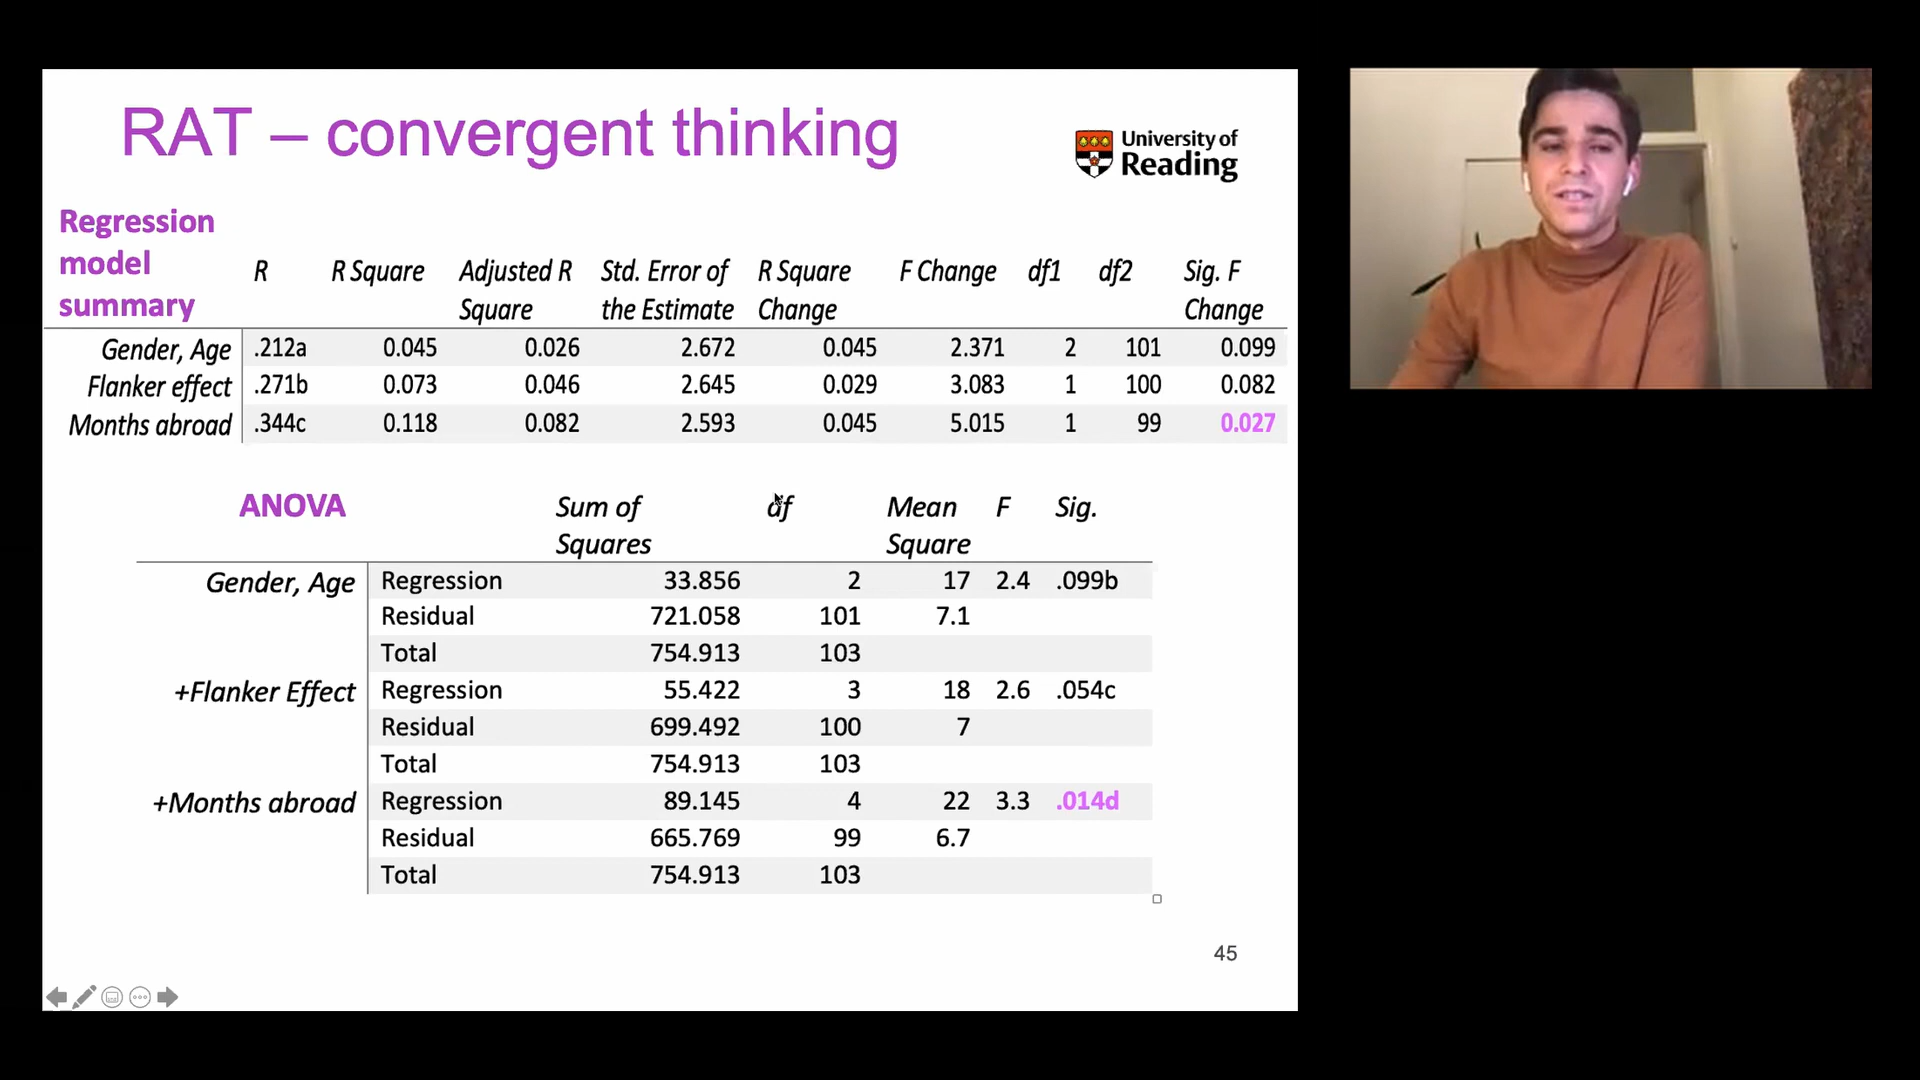 RAT – convergent thinking
University of
Reading
Regression
model
summary
R R Square Adjusted R Square Std. Error of the Estimate R Square Change F Change df1 df2 Sig. F Change
Gender, Age .212a 0.045 0.026 2.672 0.045 2.371 2 101 0.099
Flanker effect .271b 0.073 0.046 2.645 0.029 3.083 1 100 0.082
Months abroad .344c 0.118 0.082 2.593 0.045 5.015 1 99 0.027
ANOVA Sum of Squares df Mean Square F Sig.
Gender, Age Regression 33.856 2 17 2.4 .099b
Residual 721.058 101 7.1
Total 754.913 103
+Flanker Effect Regression 55.422 3 18 2.6 .054c
Residual 699.492 100 7
Total 754.913 103
+Months abroad Regression 89.145 4 22 3.3 .014d
Residual 665.769 99 6.7
Total 754.913 103
45